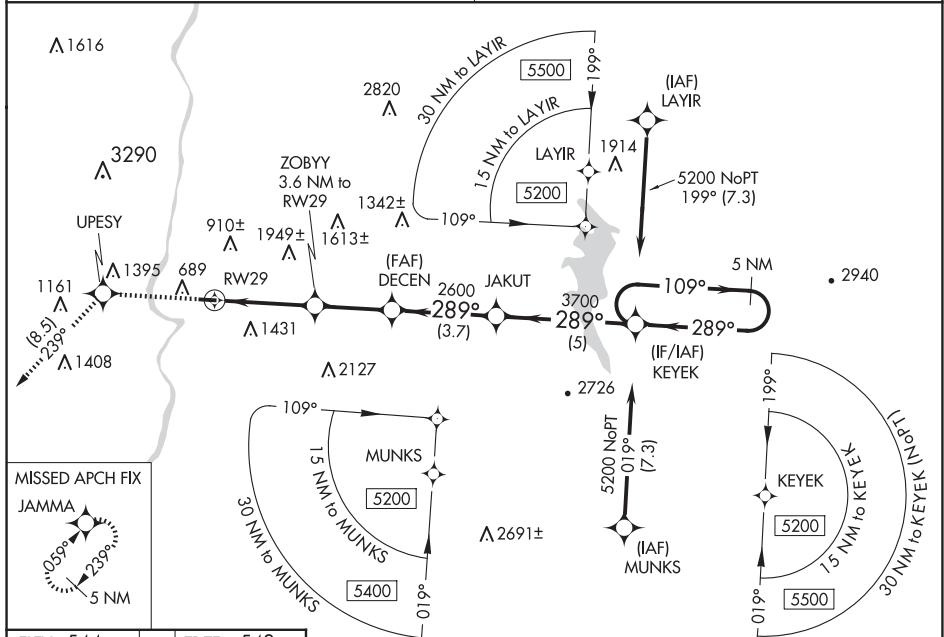 1616
3290
2820
30 NM to LAYIR
5500
199°
15 NM to LAYIR
LAYIR
1914
5200
109°
(IAF)
LAYIR
5200 NoPT
199° (7.3)
ZOBYY
3.6 NM to
RW29
1342±
1613±
1949±
910±
UPESY
1395
689
RW29
1161
(8.5)
239°
1408
1431
(FAF)
DECEN
2600
289°
(3.7)
JAKUT
3700
289°
(5)
109°
5 NM
289°
(IF/IAF)
KEYEK
2940
2127
2726
5200 NoPT
019°
(7.3)
(IAF)
MUNKS
2691±
109°
MUNKS
5200
15 NM to MUNKS
30 NM to MUNKS
5400
019°
199°
KEYEK
5200
15 NM to KEYEK
30 NM to KEYEK (NoPT)
5500
019°
MISSED APCH FIX
JAMMA
059°
239°
5 NM